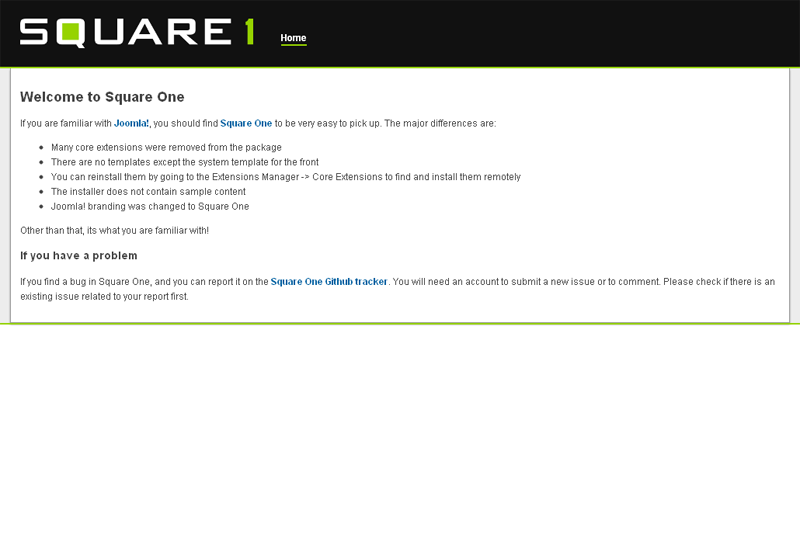 SQUARE 1
Home
Welcome to Square One
If you are familiar with Joomla!, you should find Square One to be very easy to pick up. The major differences are:
Many core extensions were removed from the package
There are no templates except the system template for the front
You can reinstall them by going to the Extensions Manager -> Core Extensions to find and install them remotely
The installer does not contain sample content
Joomla! branding was changed to Square One
Other than that, its what you are familiar with!
If you have a problem
If you find a bug in Square One, and you can report it on the Square One Github tracker. You will need an account to submit a new issue or to comment. Please check if there is an
existing issue related to your report first.